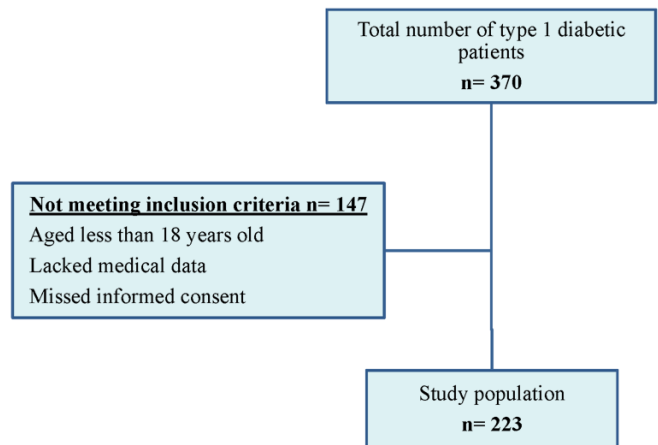 Total number of type 1 diabetic
patients
n= 370
Not meeting inclusion criteria n= 147
Aged less than 18 years old
Lacked medical data
Missed informed consent
Study population
n= 223